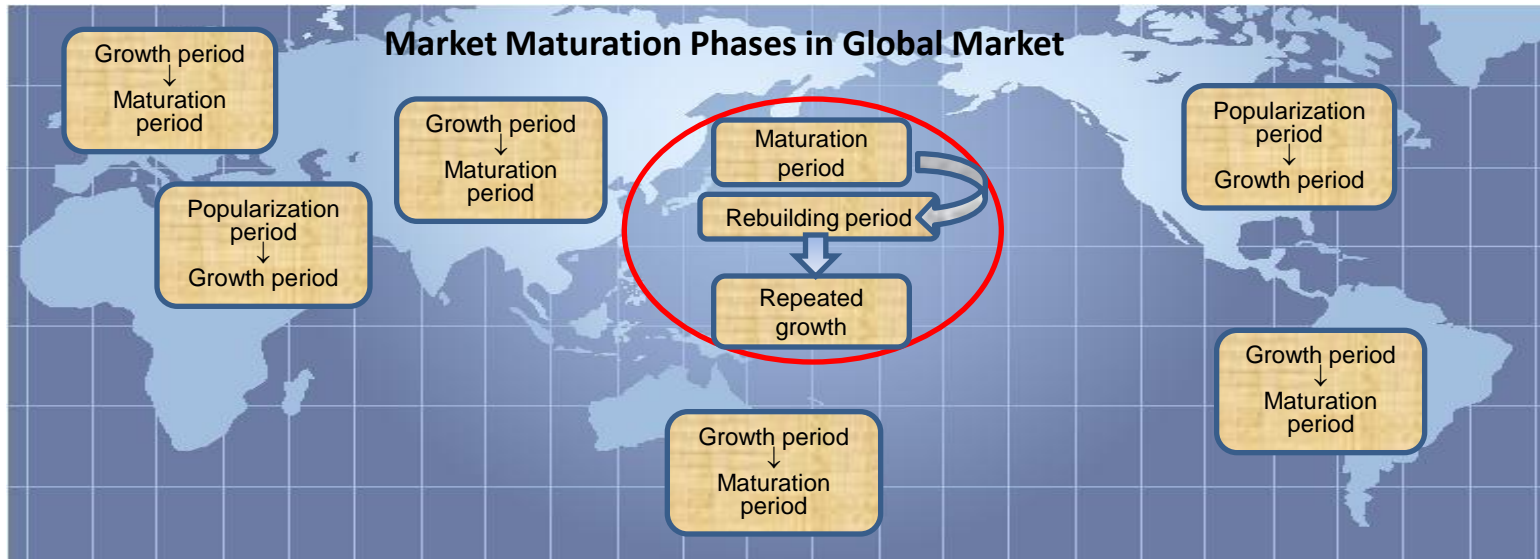 Market Maturation Phases in Global Market
Growth period
↓
Maturation
period
Growth period
↓
Maturation
period
Maturation
period
Rebuilding period
Repeated
growth
Popularization
period
↓
Growth period
Popularization
period
↓
Growth period
Growth period
↓
Maturation
period
Growth period
↓
Maturation
period